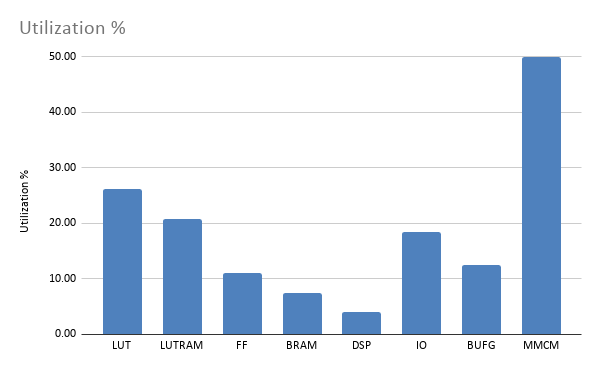 Utilization %
50.00
40.00
30.00
20.00
10.00
0.00
Utilization %
LUT LUTRAM FF BRAM DSP IO BUFG MMCM